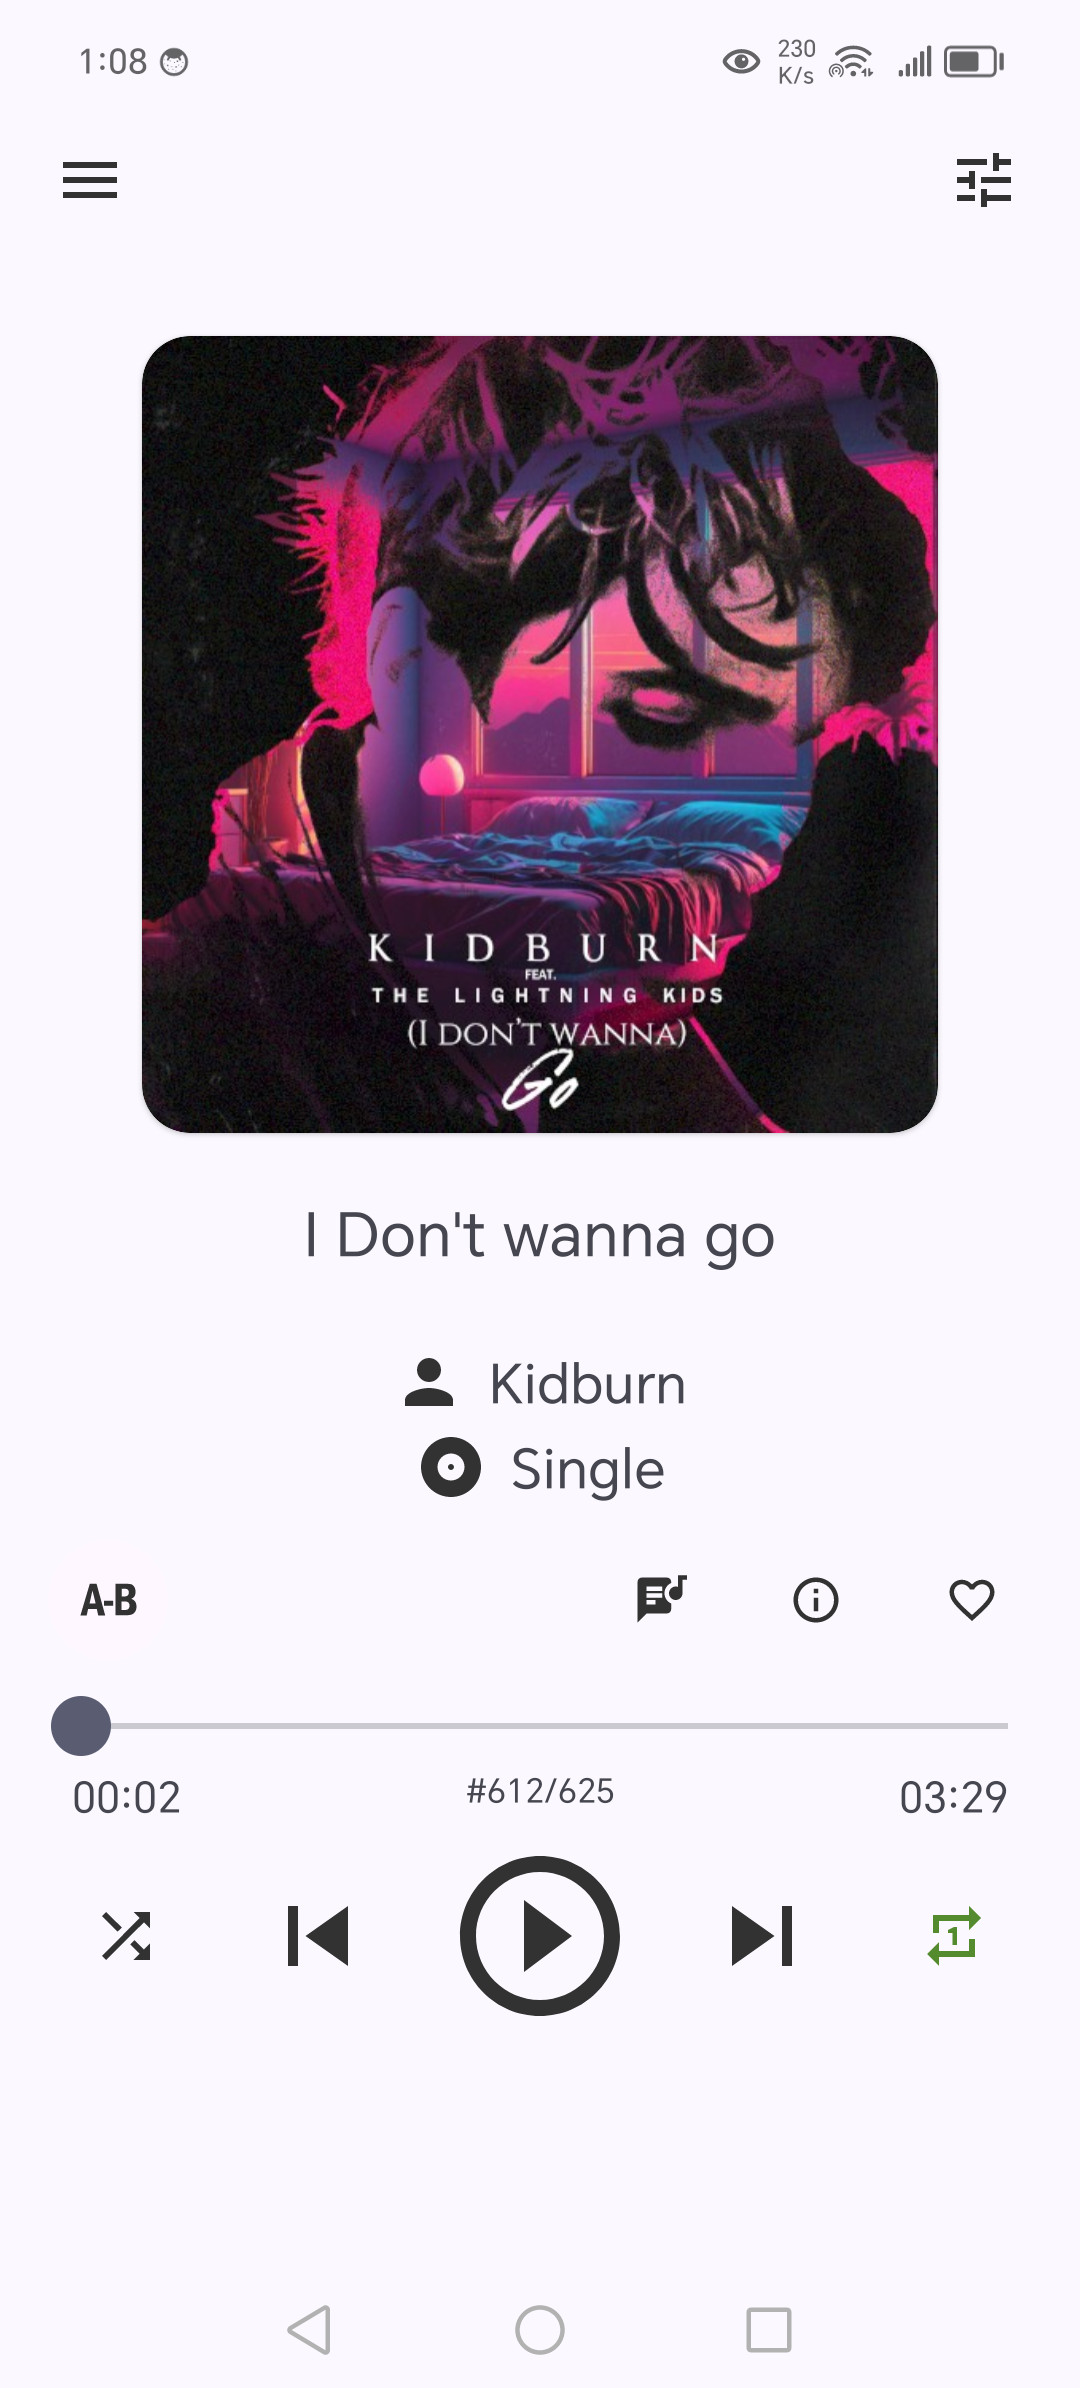 1:08
230
K/s
KIDBURN
FEAT.
THE LIGHTNING KIDS
(I DON'T WANNA)
Go
I Don't wanna go
Kidburn
Single
A-B
00:02
#612/625
03:29
1